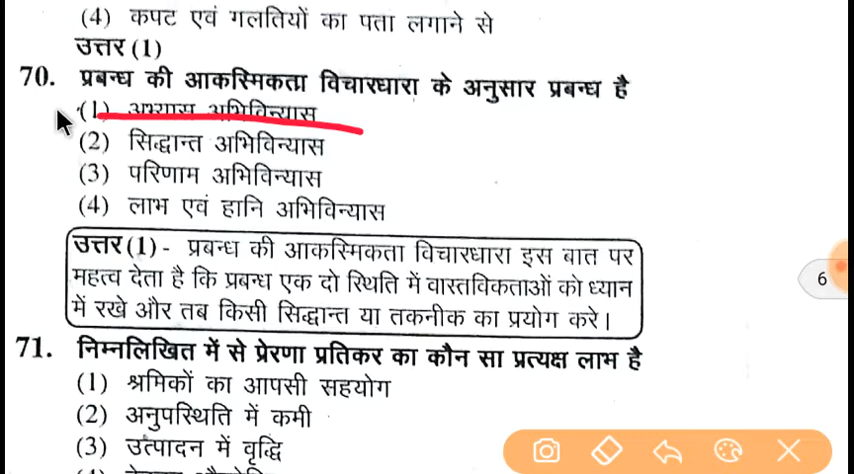 (4) कपट एवं गलतियों का पता लगाने से
उत्तर (1)
70. प्रबन्ध की आकस्मिकता विचारधारा के अनुसार प्रबन्ध है
(1) अभ्यास अभिविन्यास
(2) सिद्धान्त अभिविन्यास
(3) परिणाम अभिविन्यास
(4) लाभ एवं हानि अभिविन्यास
उत्तर (1) - प्रबन्ध की आकस्मिकता विचारधारा इस बात पर
महत्व देता है कि प्रबन्ध एक दो स्थिति में वास्तविकताओं को ध्यान
में रखे और तब किसी सिद्धान्त या तकनीक का प्रयोग करे।
6
71. निम्नलिखित में से प्रेरणा प्रतिकर का कौन सा प्रत्यक्ष लाभ है
(1) श्रमिकों का आपसी सहयोग
(2) अनुपस्थिति में कमी
(3) उत्पादन में वृद्धि